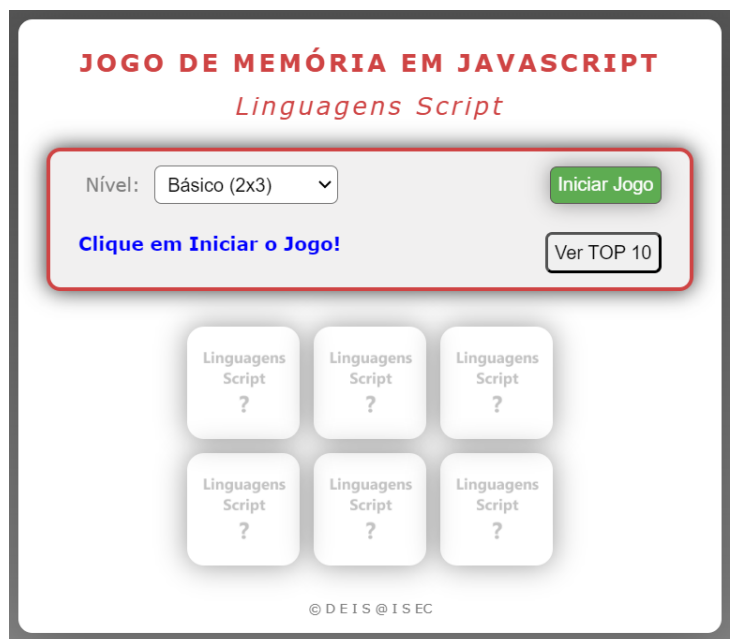 JOGO DE MEMÓRIA EM JAVASCRIPT
Linguagens Script
Nível: Básico (2x3) Iniciar Jogo
Clique em Iniciar o Jogo! Ver TOP 10
Linguagens Linguagens Linguagens
Script Script Script
? ? ?
Linguagens Linguagens Linguagens
Script Script Script
? ? ?
© D E I S @ I S E C